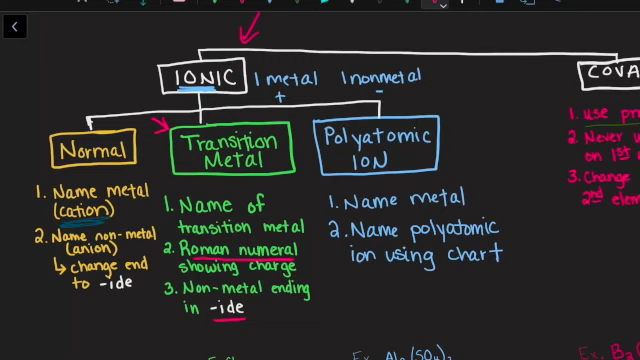 IONIC
1 metal
+
1 nonmetal
-
COVA
Normal
1. Name metal
(cation)
2. Name non-metal
(anion)
↳ change end
to -ide
Transition
Metal
1. Name of
transition metal
2. Roman numeral
showing charge
3. Non-Metal ending
in -ide
Polyatomic
ION
1. Name metal
2. Name polyatomic
ion using chart
1. use pr
2. Never u
on 1st
3. Change
2nd elem
Ex. B2